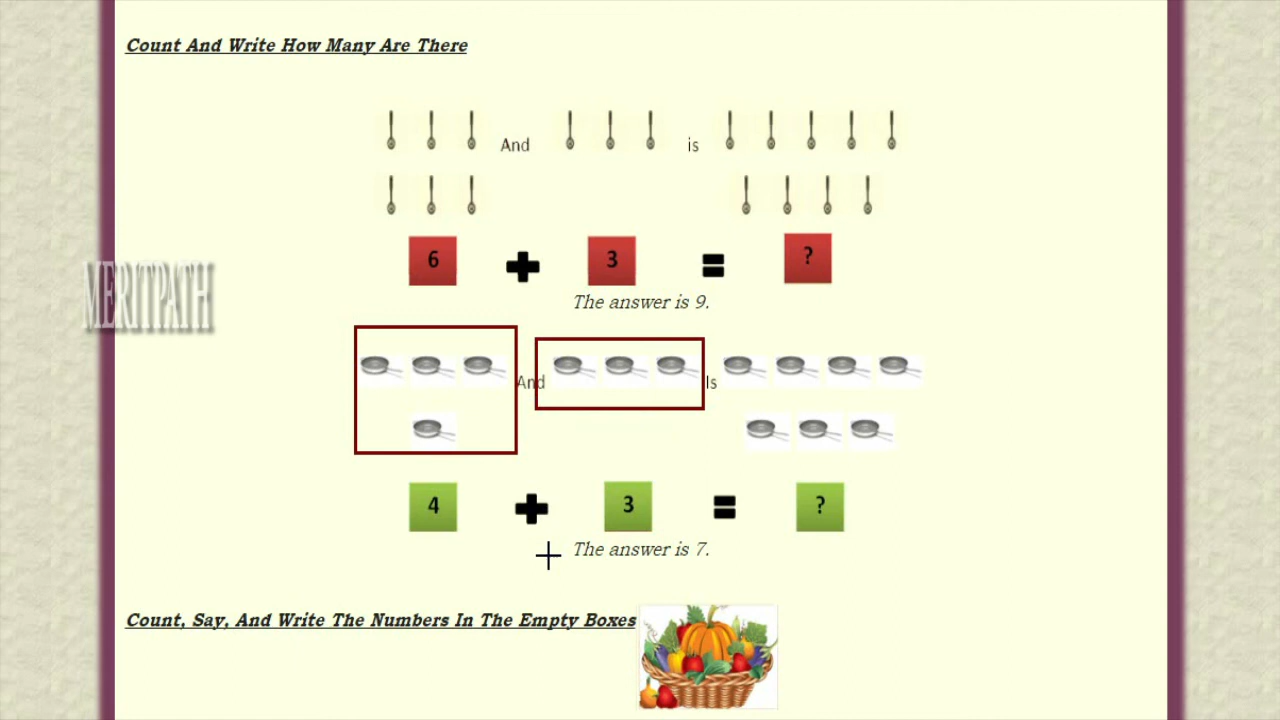 Count And Write How Many Are There
And is
6 + 3 = ?
The answer is 9.
MERITPATH
And Is
4 + 3 = ?
The answer is 7.
Count, Say, And Write The Numbers In The Empty Boxes